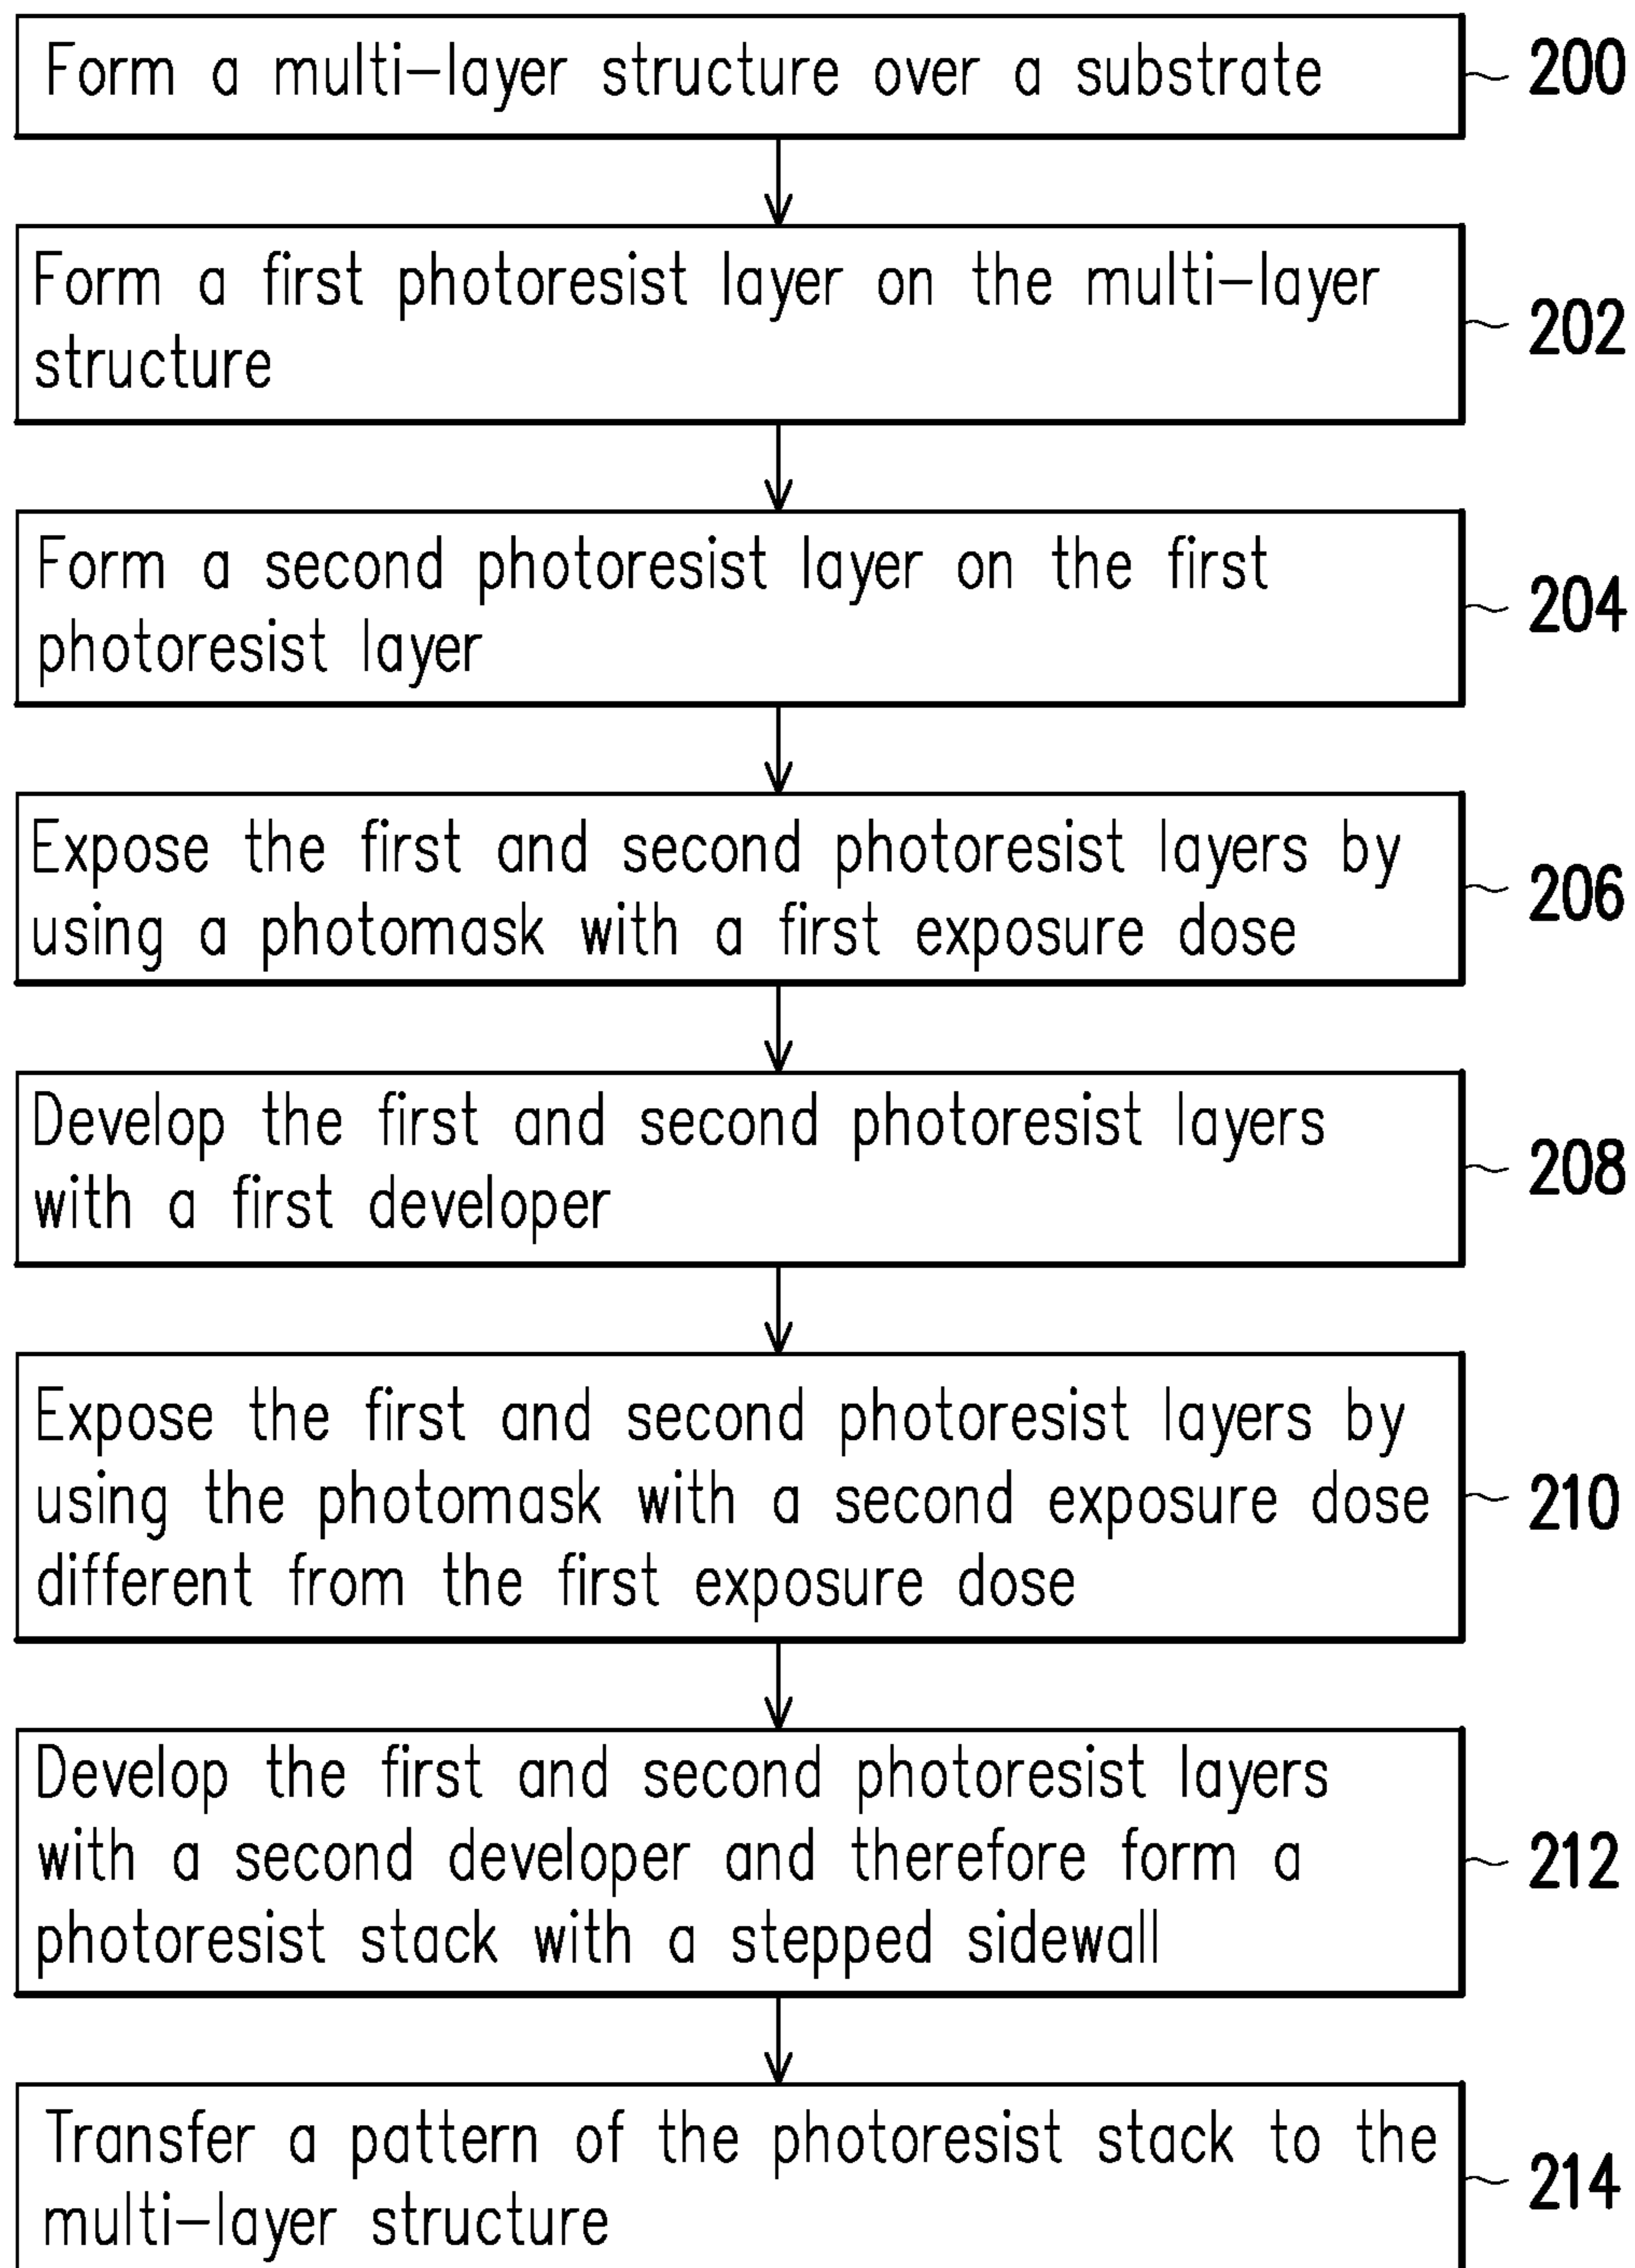 Form a multi-layer structure over a substrate
200
Form a first photoresist layer on the multi-layer
structure
202
Form a second photoresist layer on the first
photoresist layer
204
Expose the first and second photoresist layers by
using a photomask with a first exposure dose
206
Develop the first and second photoresist layers
with a first developer
208
Expose the first and second photoresist layers by
using the photomask with a second exposure dose
different from the first exposure dose
210
Develop the first and second photoresist layers
with a second developer and therefore form a
photoresist stack with a stepped sidewall
212
Transfer a pattern of the photoresist stack to the
multi-layer structure
214